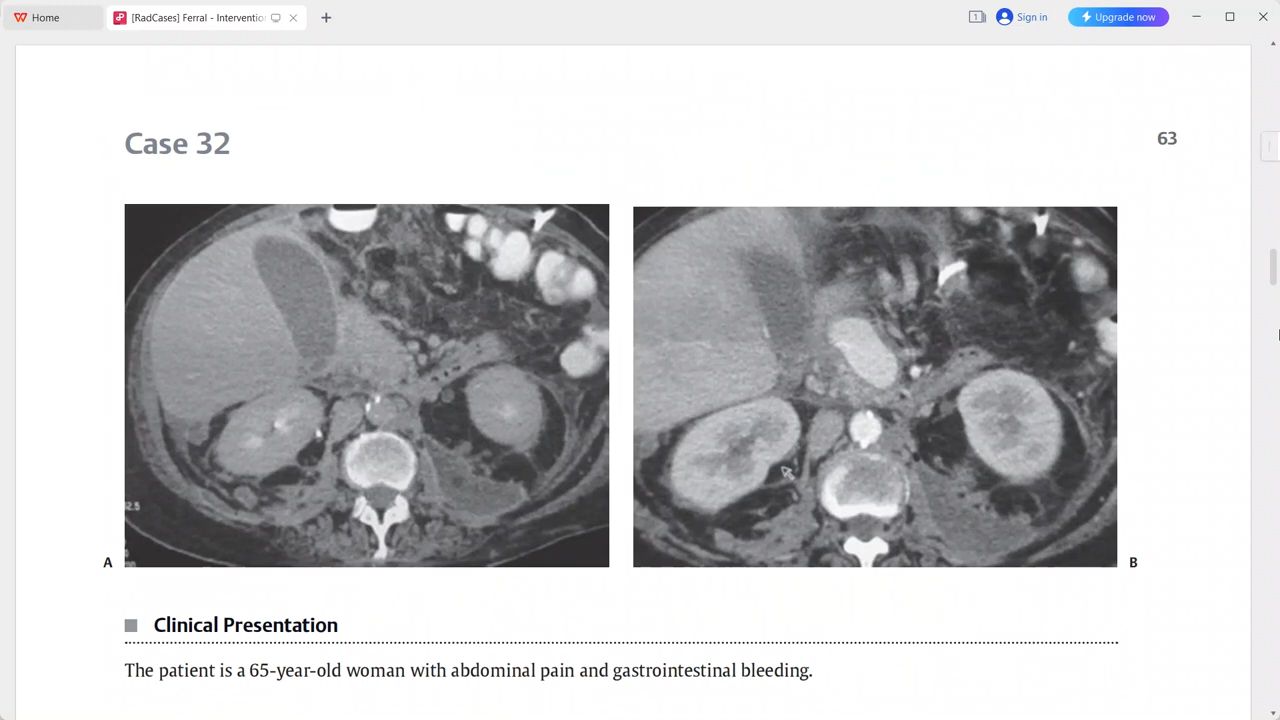 Home
[RadCases] Ferral - Interventio
1
Sign in
Upgrade now
Case 32
63
A
B
Clinical Presentation
The patient is a 65-year-old woman with abdominal pain and gastrointestinal bleeding.